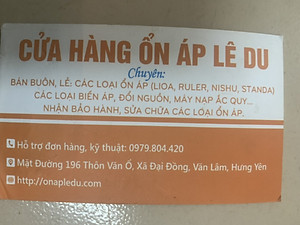 CỬA HÀNG ỔN ÁP LÊ DU
Chuyên:
BÁN BUÔN, LẺ: CÁC LOẠI ỔN ÁP (LIOA, RULER, NISHU, STANDA)
CÁC LOẠI BIẾN ÁP, ĐỔI NGUỒN, MÁY NẠP ẮC QUY...
NHẬN BẢO HÀNH, SỬA CHỮA CÁC LOẠI ỔN ÁP.
Hỗ trợ đơn hàng, kỹ thuật: 0979.804.420
Mặt Đường 196 Thôn Văn Ổ, Xã Đại Đồng, Văn Lâm, Hưng Yên
http://onapledu.com